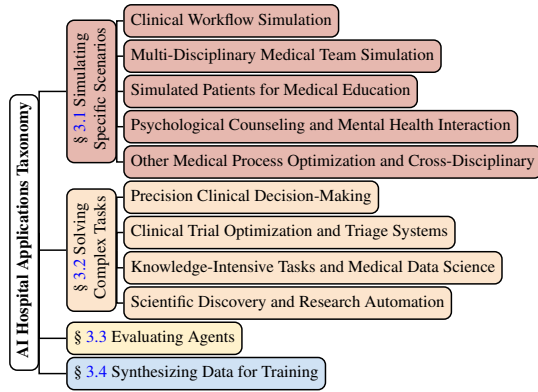 AI Hospital Applications Taxonomy
§ 3.1 Simulating
Specific Scenarios
Clinical Workflow Simulation
Multi-Disciplinary Medical Team Simulation
Simulated Patients for Medical Education
Psychological Counseling and Mental Health Interaction
Other Medical Process Optimization and Cross-Disciplinary
§ 3.2 Solving
Complex Tasks
Precision Clinical Decision-Making
Clinical Trial Optimization and Triage Systems
Knowledge-Intensive Tasks and Medical Data Science
Scientific Discovery and Research Automation
§ 3.3 Evaluating Agents
§ 3.4 Synthesizing Data for Training